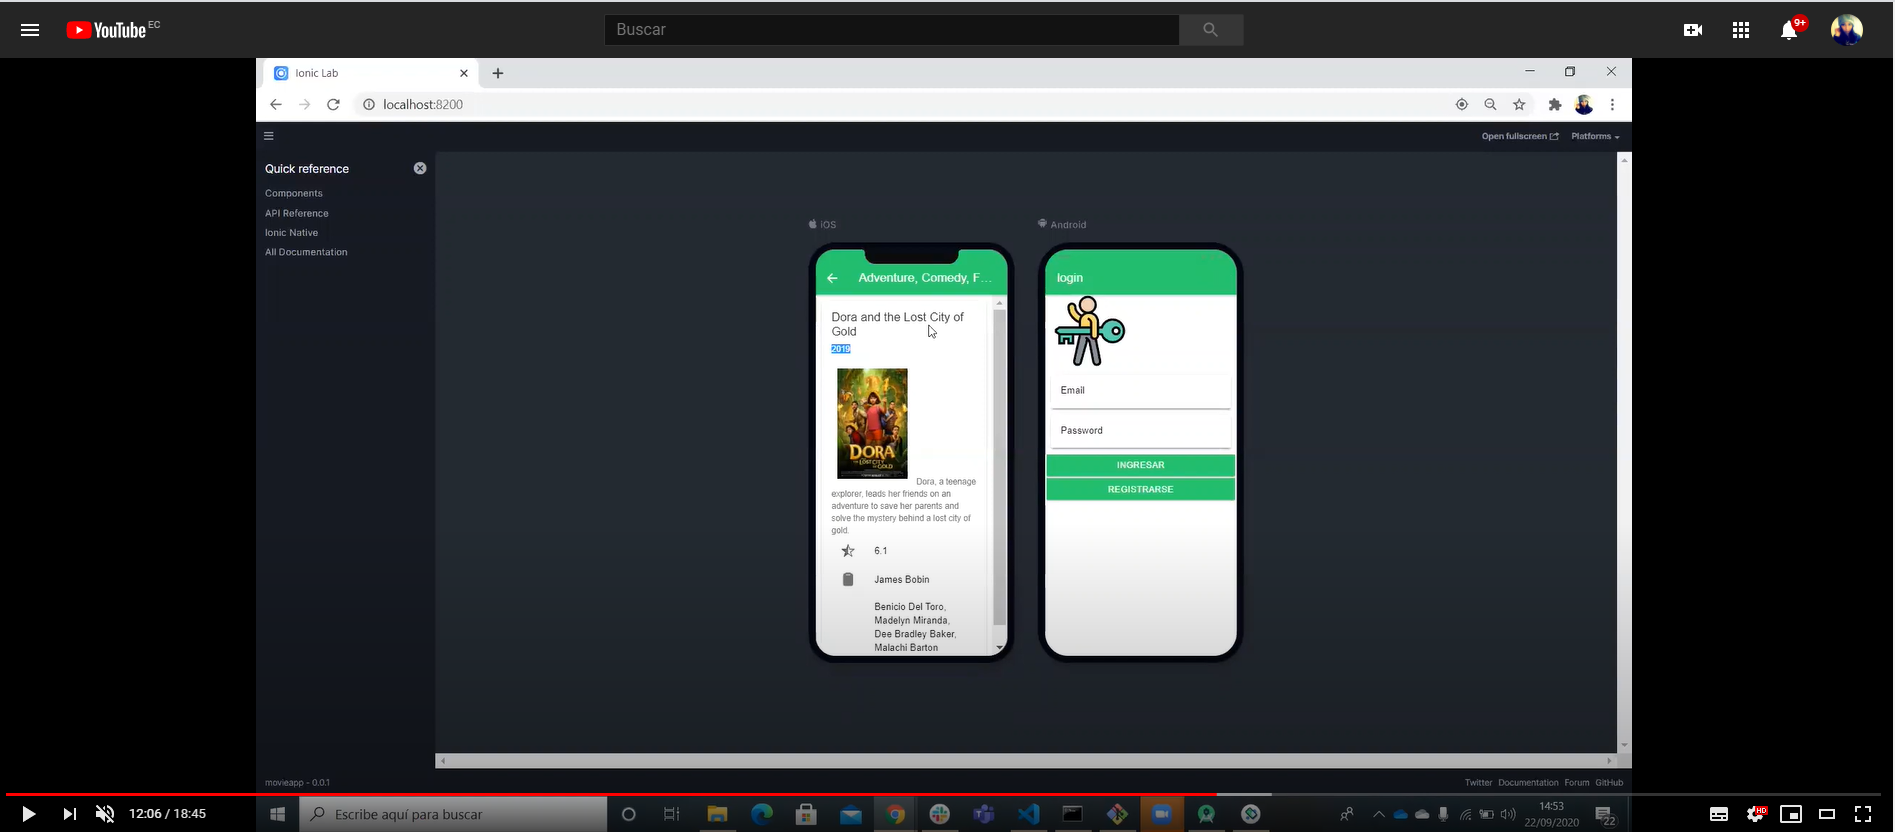 YouTube EC
Buscar
9+
Ionic Lab
localhost:8200
Open fullscreen
Platforms
Quick reference
Components
API Reference
Ionic Native
All Documentation
iOS
Android
Adventure, Comedy, F...
Dora and the Lost City of
Gold
2019
DORA
Dora, a teenage
explorer, leads her friends on an
adventure to save her parents and
solve the mystery behind a lost city of
gold.
6.1
James Bobin
Benicio Del Toro,
Madelyn Miranda,
Dee Bradley Baker,
Malachi Barton
login
Email
Password
INGRESAR
REGISTRARSE
movieapp - 0.0.1
Twitter Documentation Forum GitHub
12:06 / 18:45
Escribe aquí para buscar
14:53
22/09/2020
22
HD